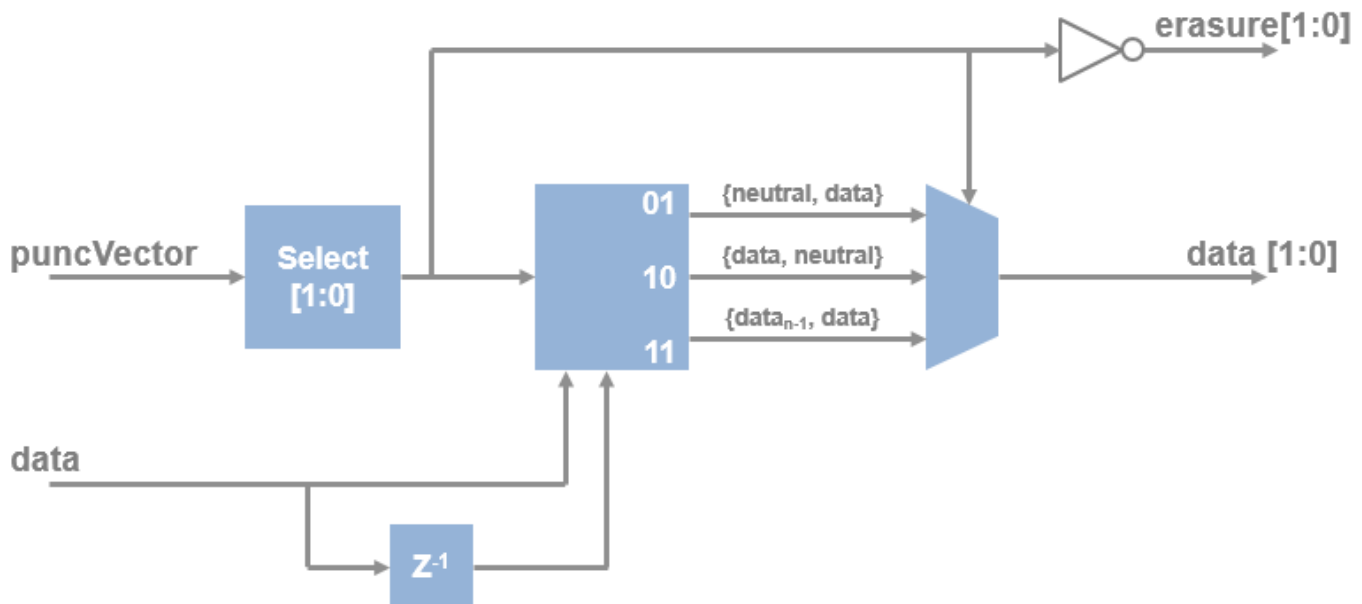 erasure[1:0]
puncVector
Select
[1:0]
01
{neutral, data}
10
{data, neutral}
11
{dataₙ₋₁, data}
data [1:0]
data
Z⁻¹